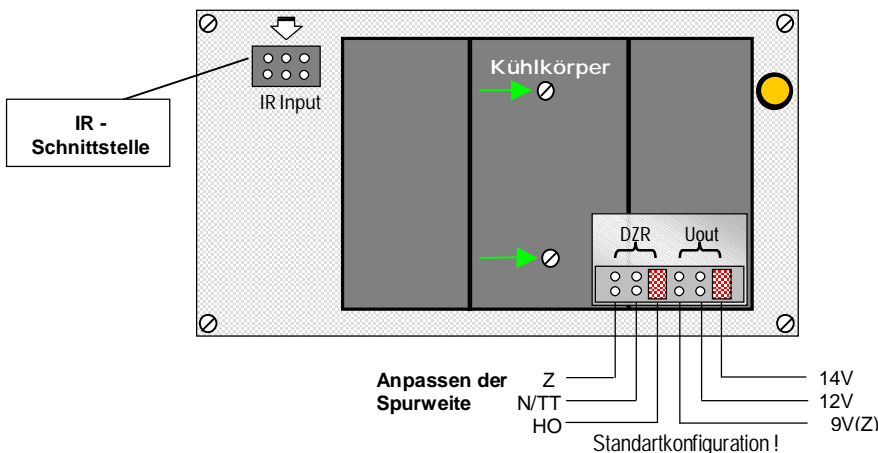 Kühlkörper
IR Input
IR -
Schnittstelle
DZR Uout
Anpassen der
Spurweite
Z
N/TT
HO
14V
12V
9V(Z)
Standartkonfiguration !